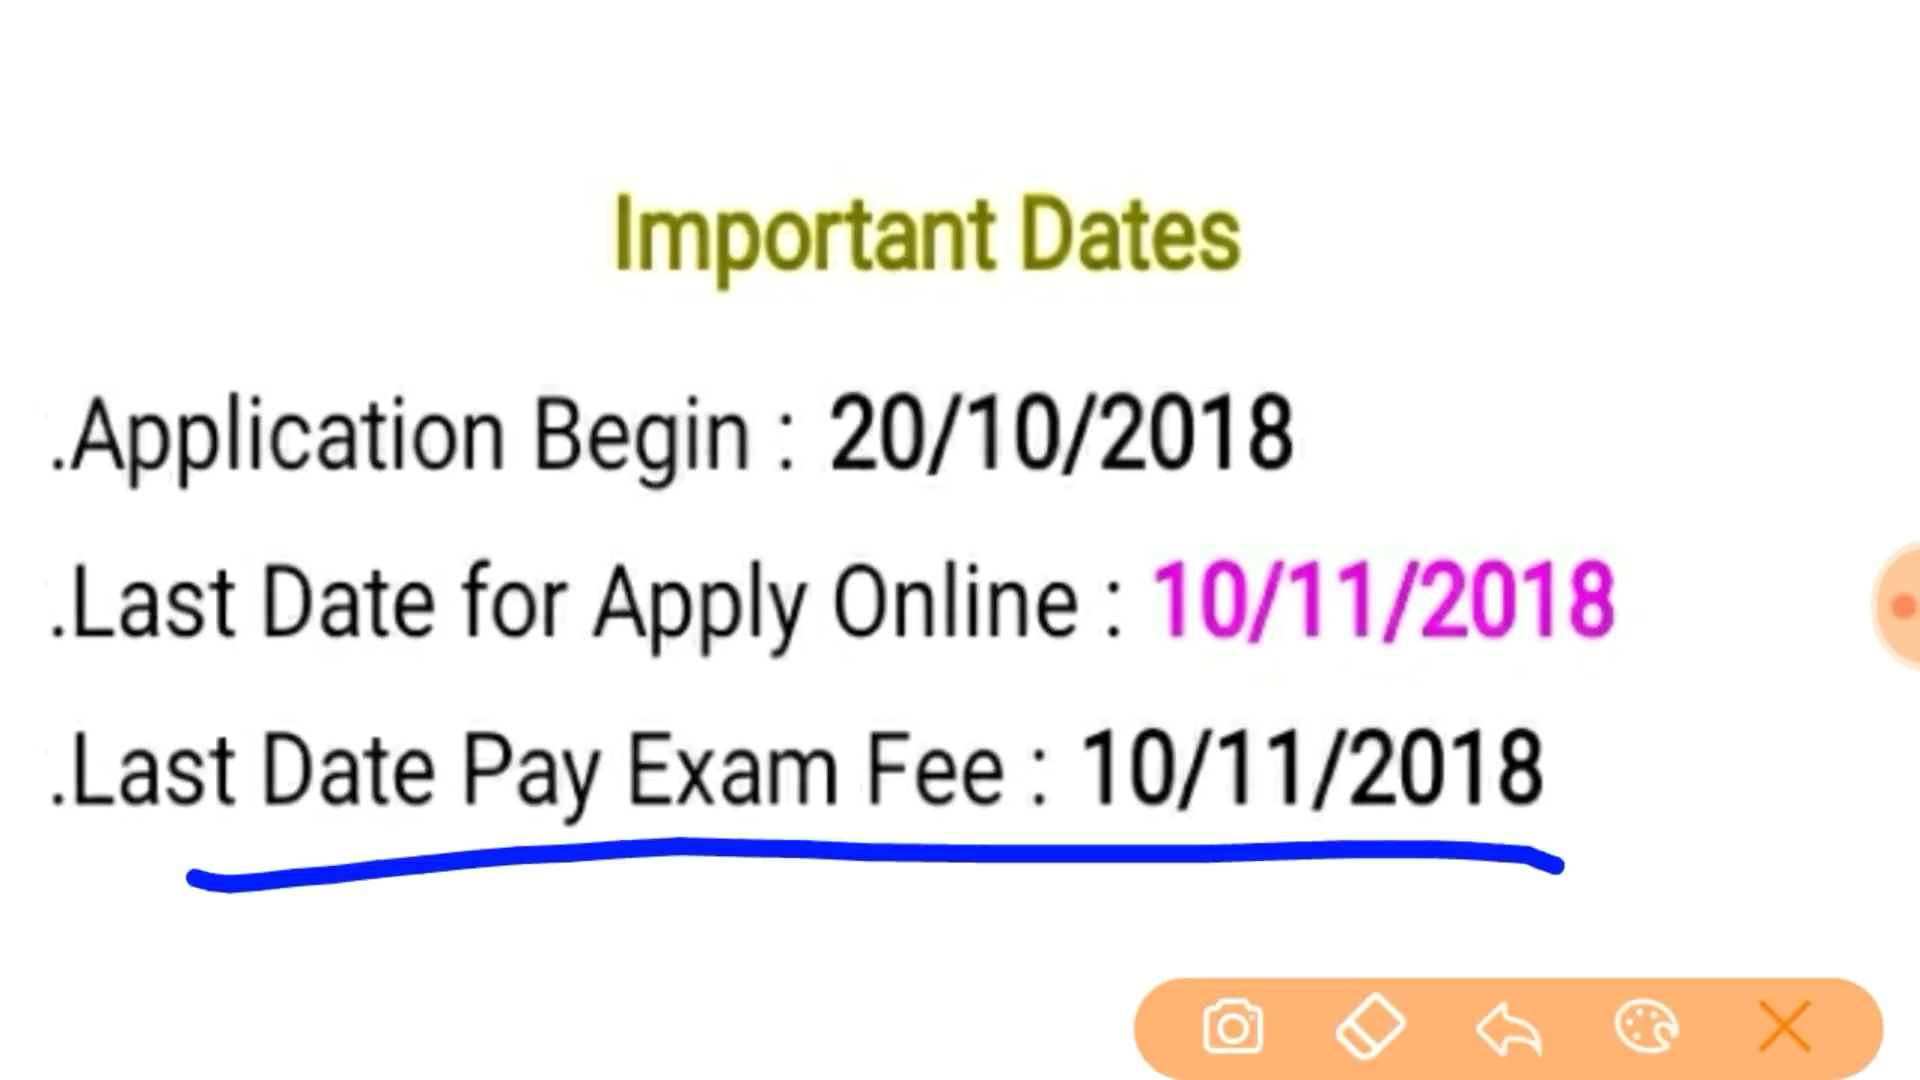 Important Dates
.Application Begin : 20/10/2018
.Last Date for Apply Online : 10/11/2018
.Last Date Pay Exam Fee : 10/11/2018